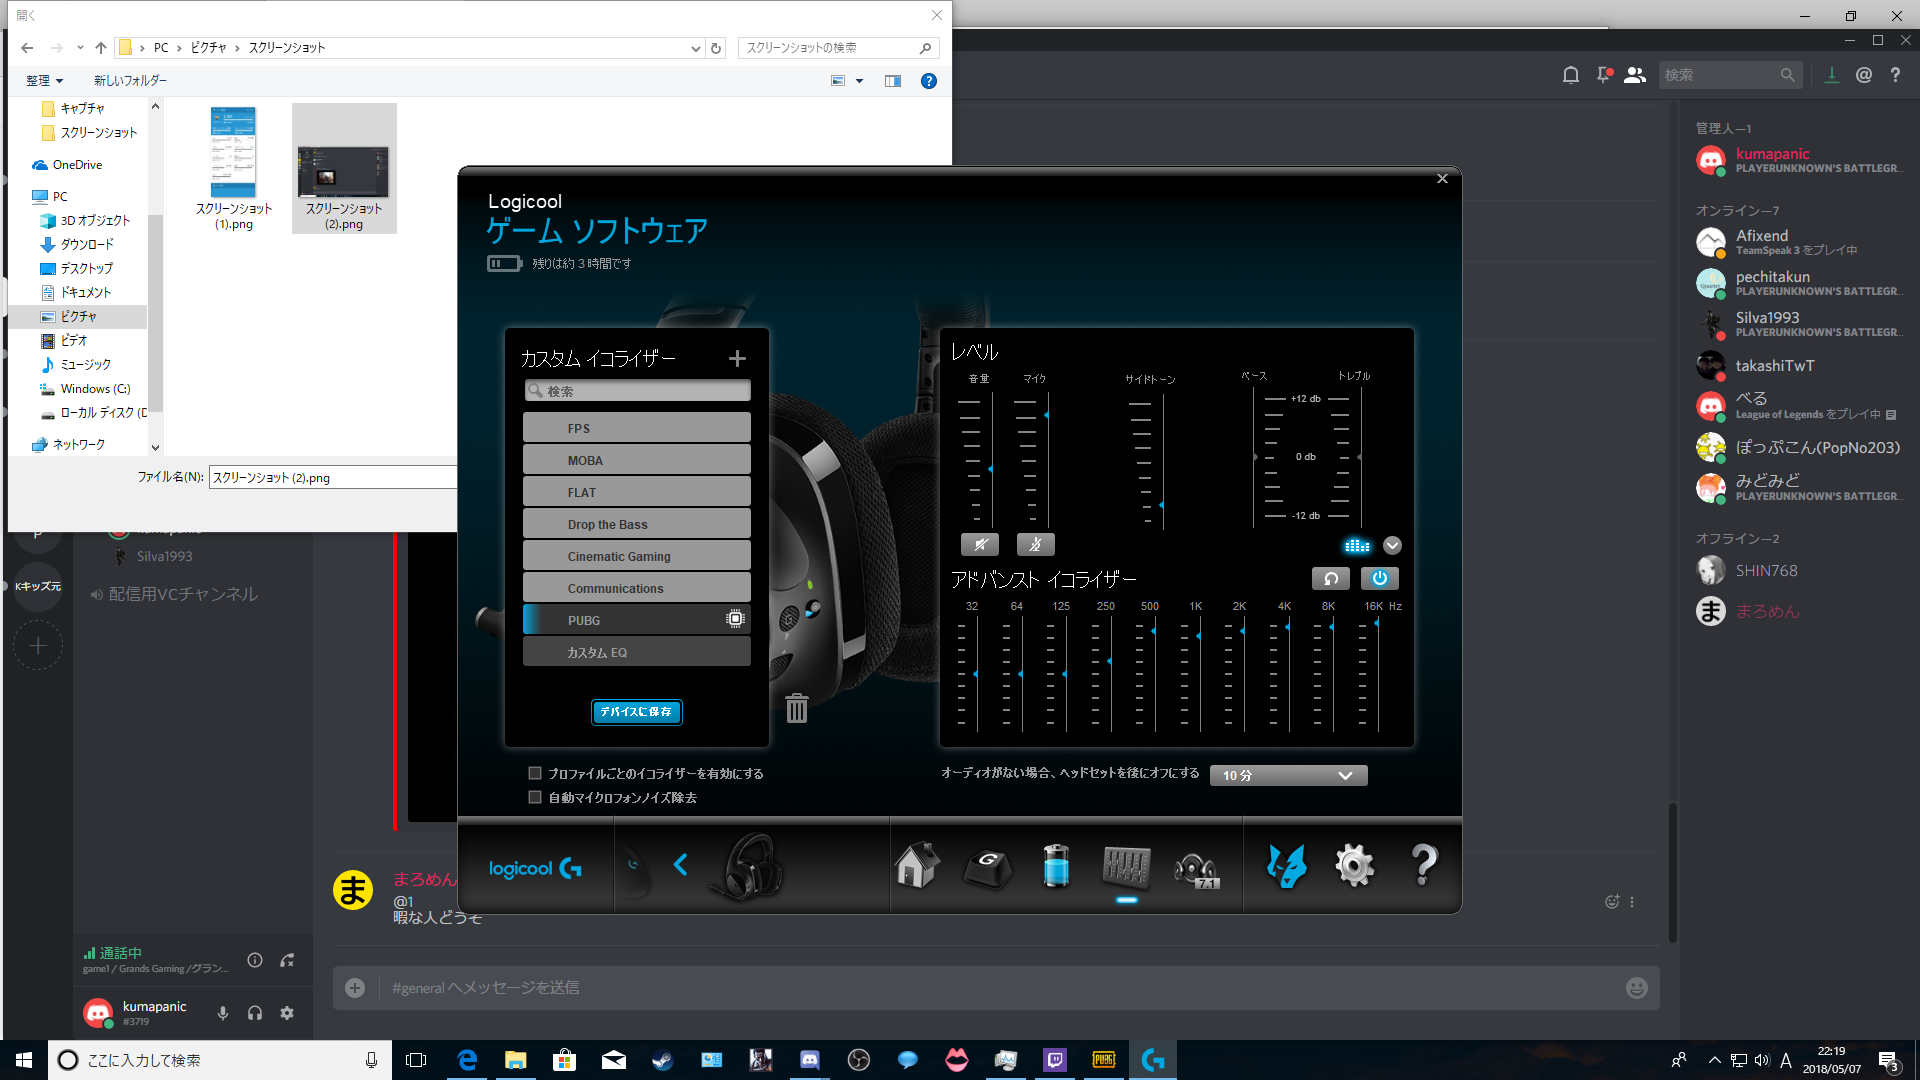 開く
PC
ピクチャ
スクリーンショット
スクリーンショットの検索
整理
新しいフォルダー
キャプチャ
スクリーンショット
OneDrive
PC
3D オブジェクト
ダウンロード
デスクトップ
ドキュメント
ピクチャ
ビデオ
ミュージック
Windows (C:)
ローカル ディスク (D
ネットワーク
スクリーンショット
(1).png
スクリーンショット
(2).png
ファイル名(N):
スクリーンショット (2).png
Logicool
ゲーム ソフトウェア
残りは約 3 時間です
カスタム イコライザー
検索
FPS
MOBA
FLAT
Drop the Bass
Cinematic Gaming
Communications
PUBG
カスタム EQ
デバイスに保存
プロファイルごとのイコライザーを有効にする
自動マイクロフォンノイズ除去
レベル
音量
マイク
サイドトーン
ベース
トレブル
+12 db
0 db
-12 db
アドバンスト イコライザー
32 64 125 250 500 1K 2K 4K 8K 16K Hz
オーディオがない場合、ヘッドセットを後にオフにする
10 分
logicool G
G
7.1
検索
管理人—1
kumapanic
PLAYERUNKNOWN'S BATTLEGR...
オンライン—7
Afixend
TeamSpeak 3 をプレイ中
pechitakun
PLAYERUNKNOWN'S BATTLEGR...
Silva1993
PLAYERUNKNOWN'S BATTLEGR...
takashiTwT
べる
League of Legends をプレイ中
ぽっぷこん(PopNo203)
みどみど
PLAYERUNKNOWN'S BATTLEGR...
オフライン—2
SHIN768
ま
まろめん
kumapanic
Silva1993
Kキッズ元
配信用VCチャンネル
ま
まろめん
@1
暇な人どうぞ
通話中
game1 / Grands Gaming /グラン...
kumapanic
#3719
#general へメッセージを送信
ここに入力して検索
PUBG
A
22:19
2018/05/07
3